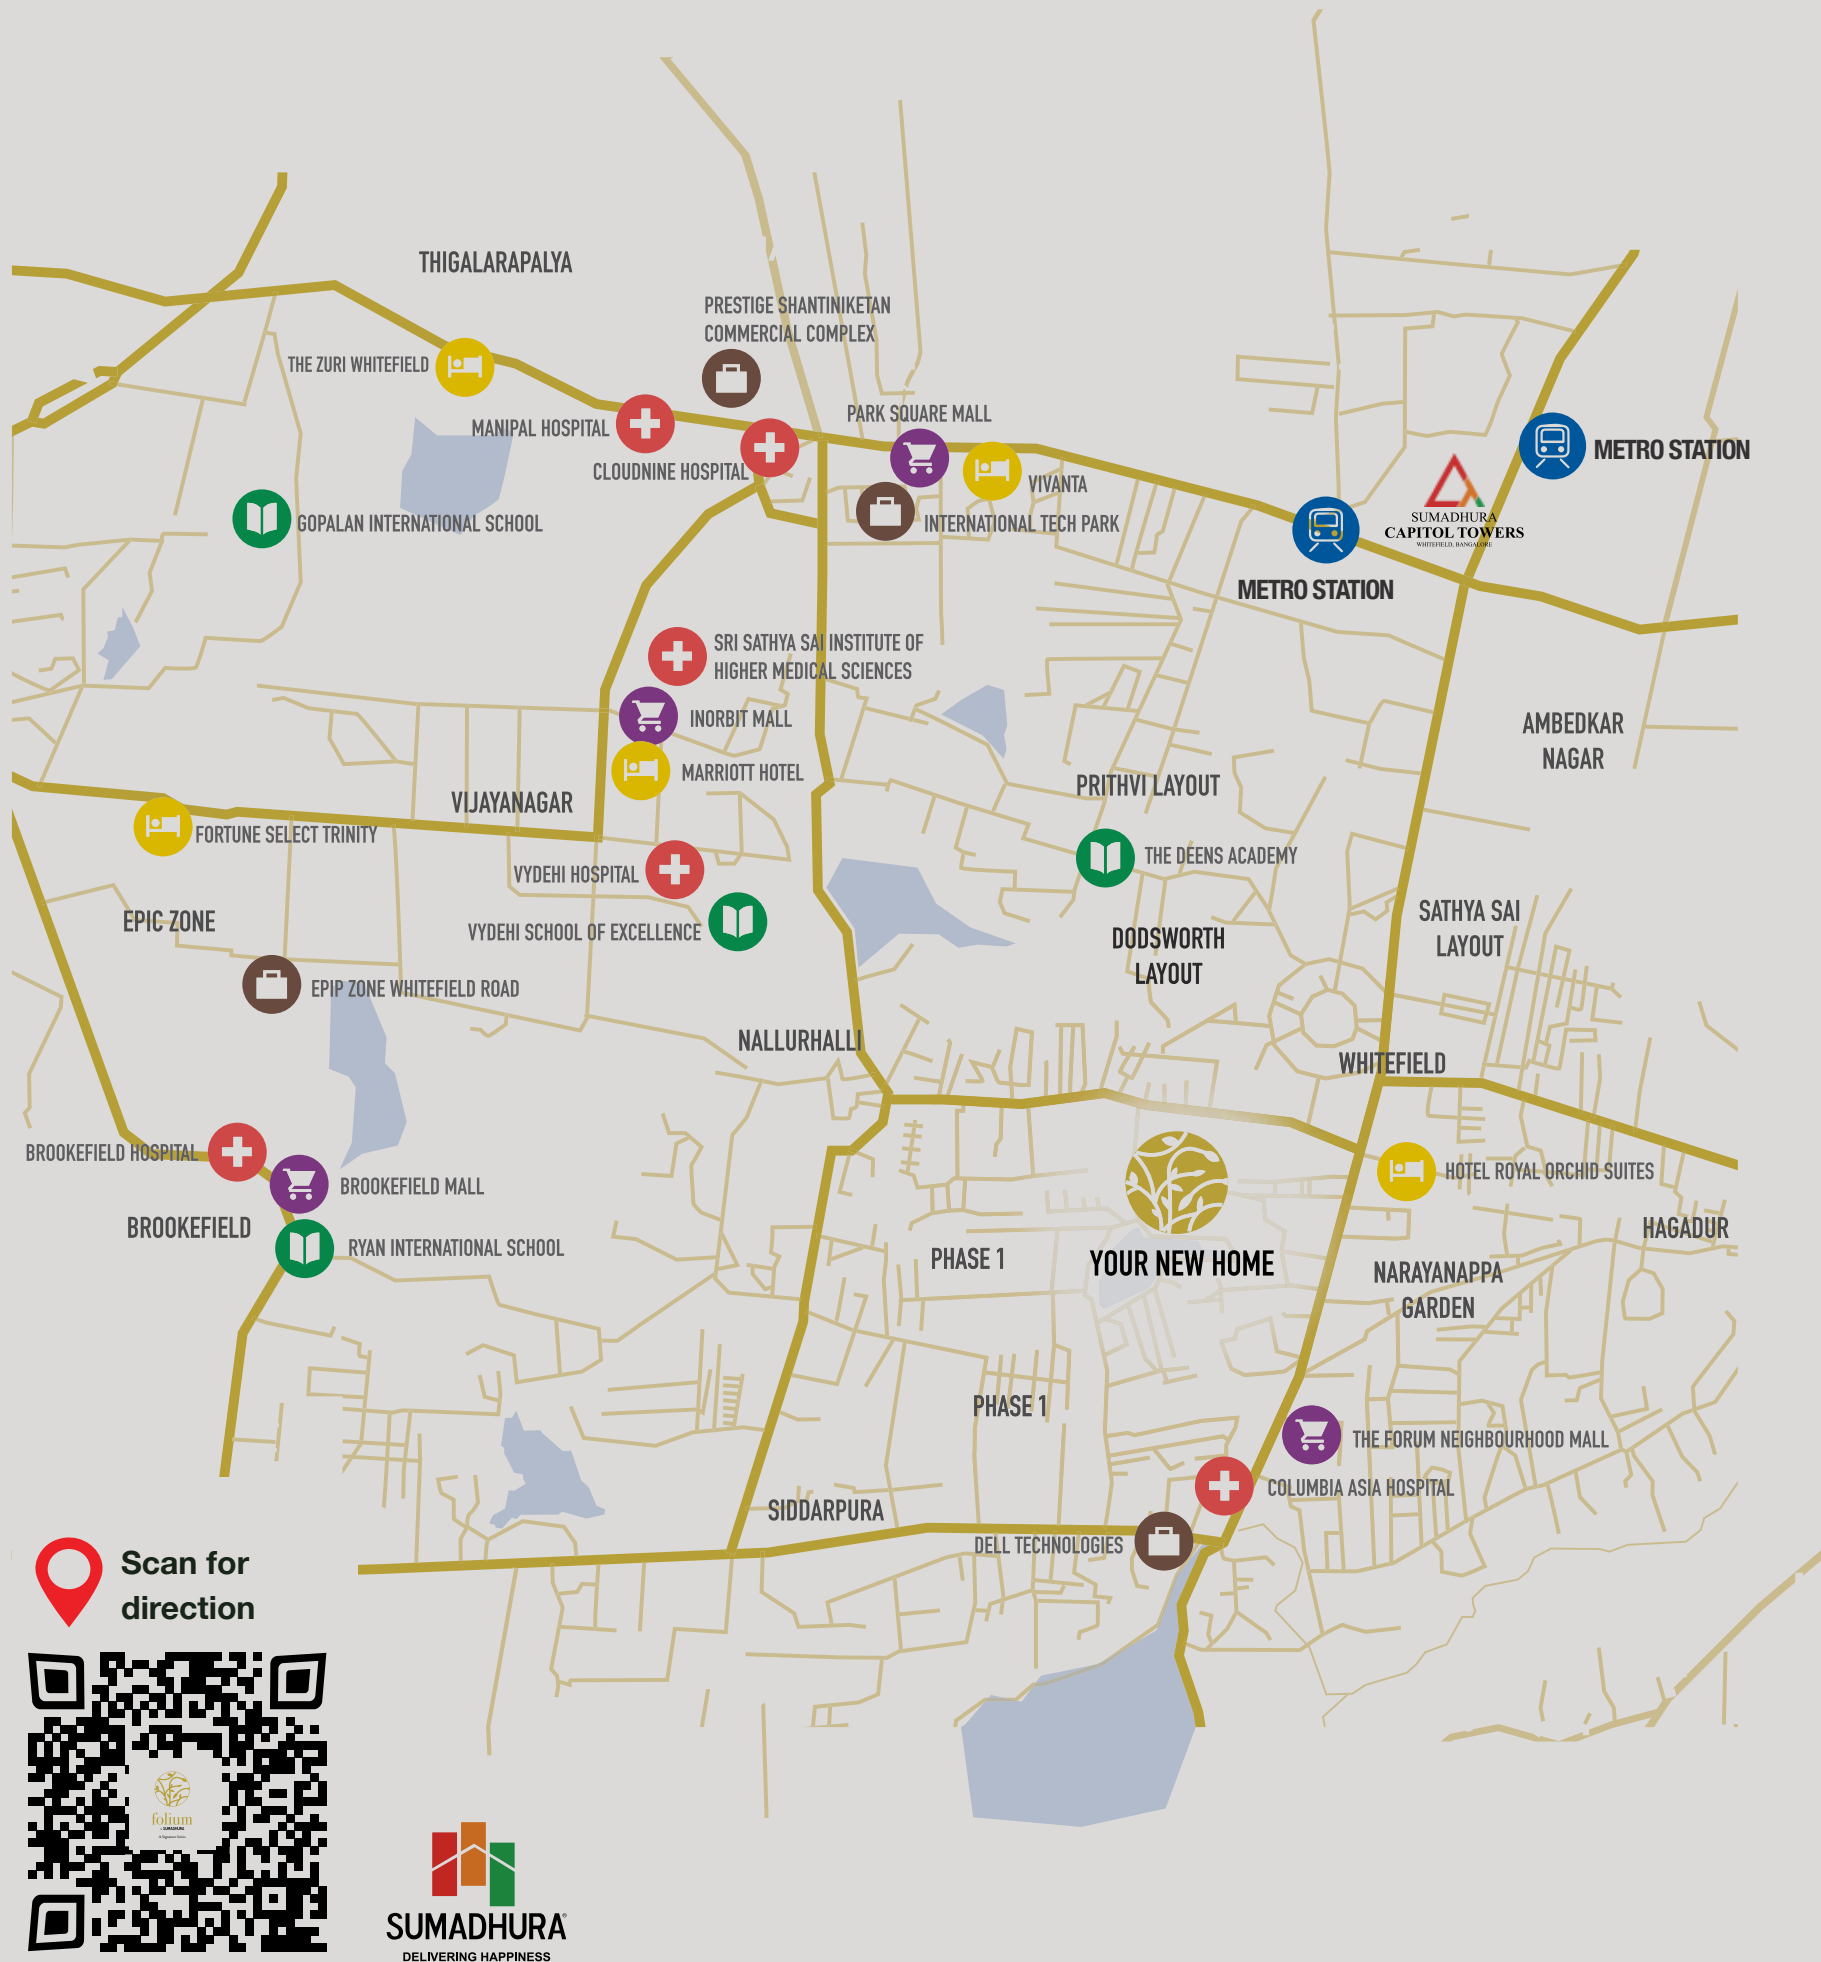 THIGALARAPALYA
PRESTIGE SHANTINIKETAN
COMMERCIAL COMPLEX
THE ZURI WHITEFIELD
PARK SQUARE MALL
MANIPAL HOSPITAL
METRO STATION
CLOUDNINE HOSPITAL
VIVANTA
SUMADHURA
CAPITOL TOWERS
WHITEFIELD, BANGALORE
GOPALAN INTERNATIONAL SCHOOL
INTERNATIONAL TECH PARK
METRO STATION
SRI SATHYA SAI INSTITUTE OF
HIGHER MEDICAL SCIENCES
INORBIT MALL
AMBEDKAR
NAGAR
MARRIOTT HOTEL
PRITHVI LAYOUT
VIJAYANAGAR
FORTUNE SELECT TRINITY
THE DEENS ACADEMY
VYDEHI HOSPITAL
EPIC ZONE
VYDEHI SCHOOL OF EXCELLENCE
SATHYA SAI
LAYOUT
DODSWORTH
LAYOUT
EPIP ZONE WHITEFIELD ROAD
NALLURHALLI
WHITEFIELD
BROOKEFIELD HOSPITAL
BROOKEFIELD MALL
HOTEL ROYAL ORCHID SUITES
BROOKEFIELD
HAGADUR
RYAN INTERNATIONAL SCHOOL
PHASE 1
YOUR NEW HOME
NARAYANAPPA
GARDEN
PHASE 1
THE FORUM NEIGHBOURHOOD MALL
COLUMBIA ASIA HOSPITAL
SIDDARPURA
DELL TECHNOLOGIES
Scan for
direction
folium
SUMADHURA
SUMADHURA
DELIVERING HAPPINESS